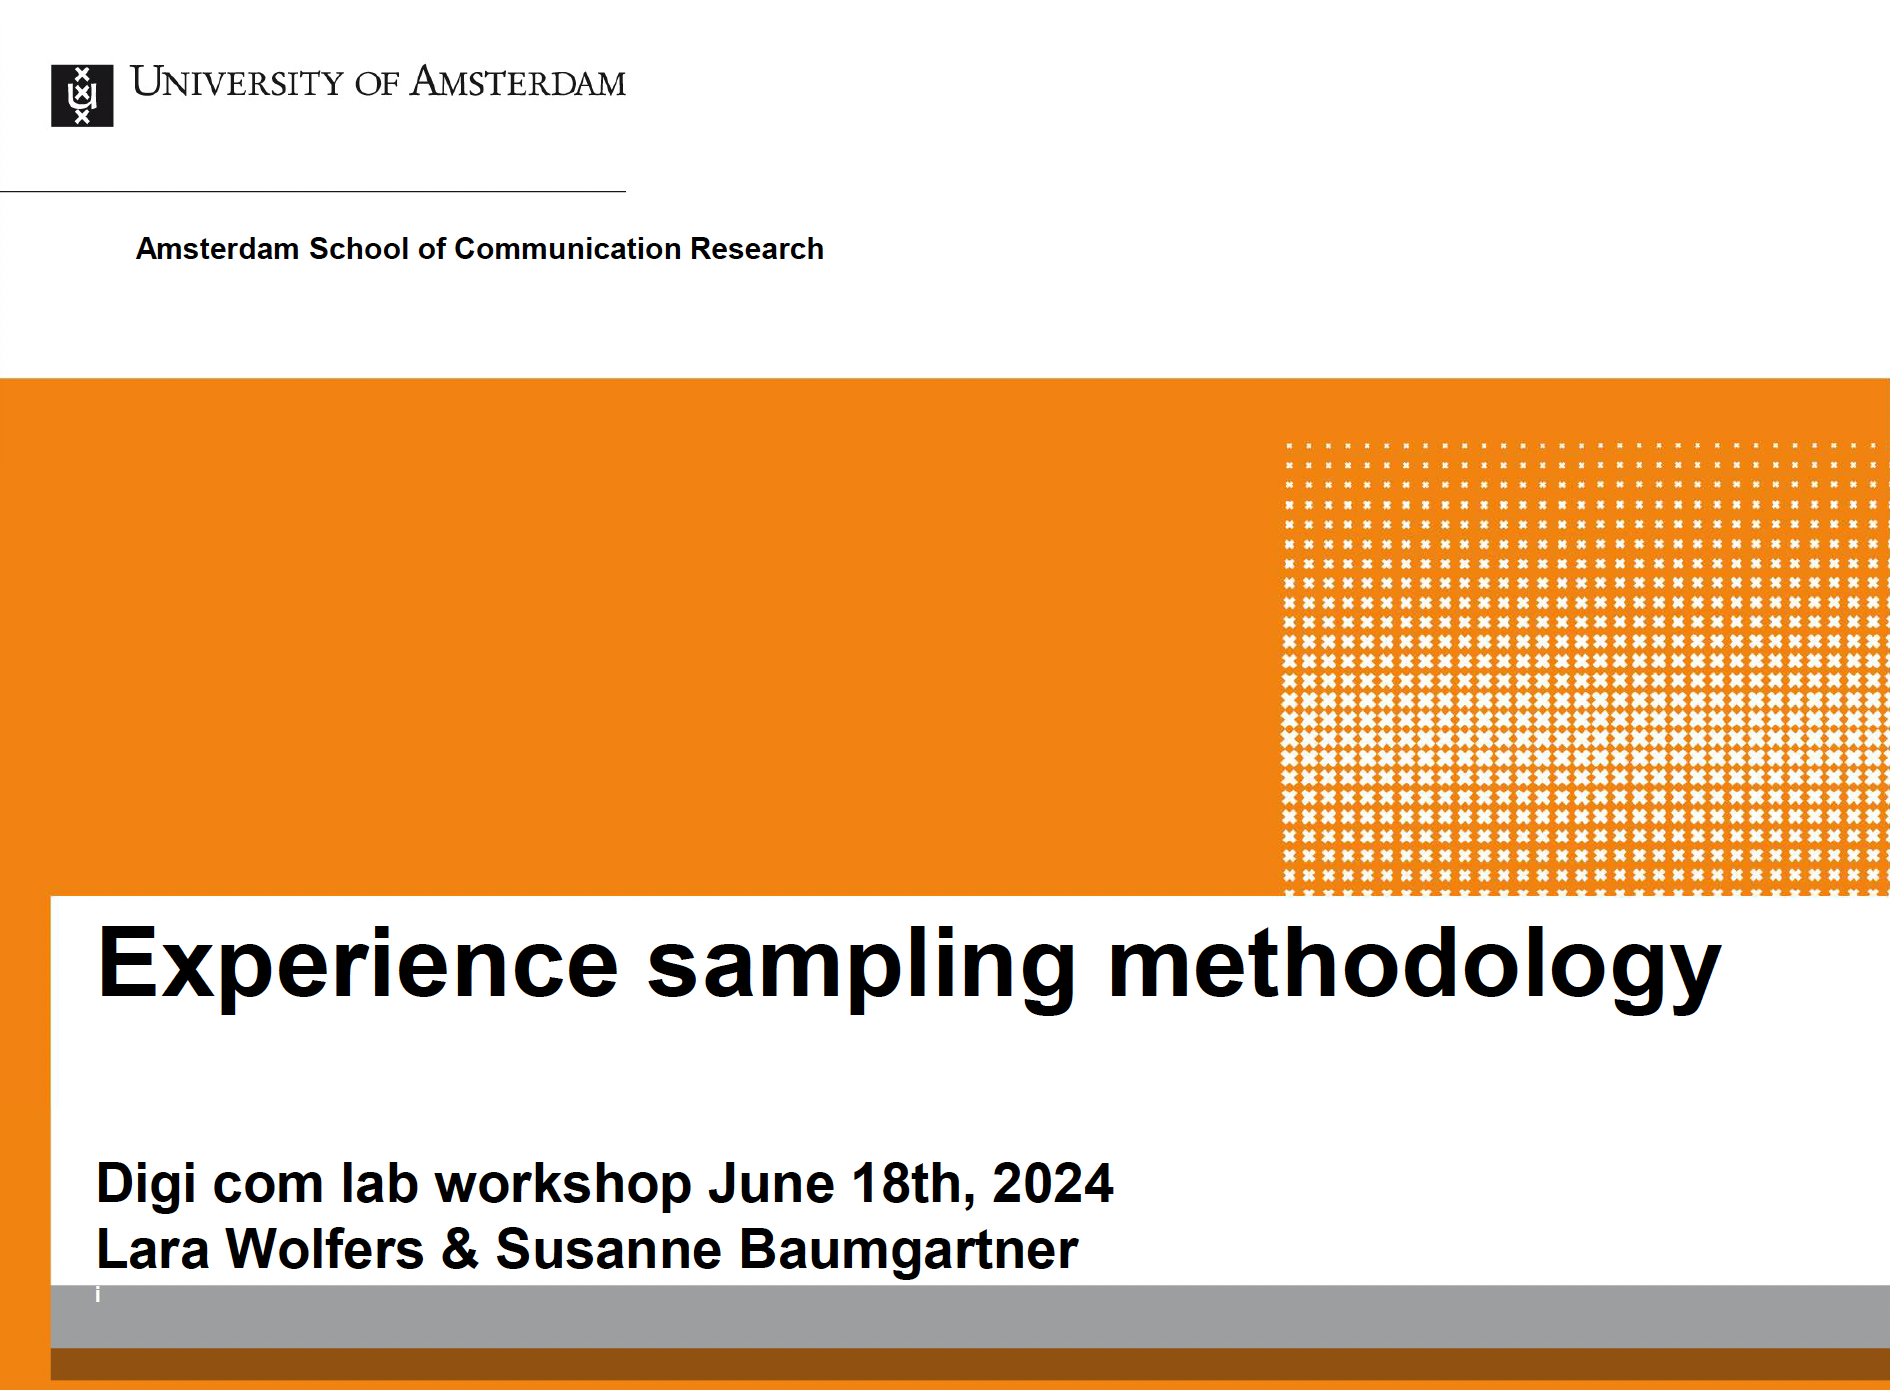 UNIVERSITY OF AMSTERDAM
Amsterdam School of Communication Research
Experience sampling methodology
Digi com lab workshop June 18th, 2024
Lara Wolfers & Susanne Baumgartner
i